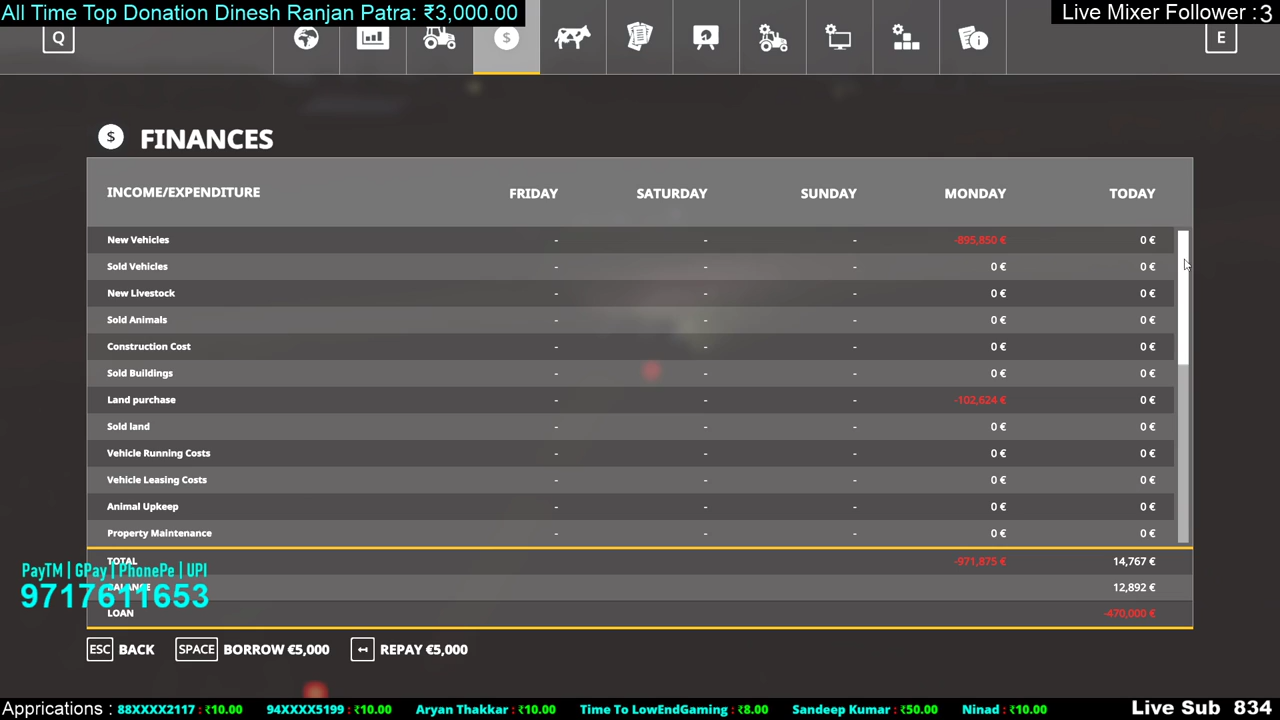 All Time Top Donation Dinesh Ranjan Patra: ₹3,000.00
Live Mixer Follower :3
Q
E
$ FINANCES
INCOME/EXPENDITURE FRIDAY SATURDAY SUNDAY MONDAY TODAY
New Vehicles - - - -895,850 € 0 €
Sold Vehicles - - - 0 € 0 €
New Livestock - - - 0 € 0 €
Sold Animals - - - 0 € 0 €
Construction Cost - - - 0 € 0 €
Sold Buildings - - - 0 € 0 €
Land purchase - - - -102,624 € 0 €
Sold land - - - 0 € 0 €
Vehicle Running Costs - - - 0 € 0 €
Vehicle Leasing Costs - - - 0 € 0 €
Animal Upkeep - - - 0 € 0 €
Property Maintenance - - - 0 € 0 €
TOTAL -971,875 € 14,767 €
PayTM | GPay | PhonePe | UPI
BALANCE 12,892 €
9717611653
LOAN -470,000 €
ESC BACK SPACE BORROW €5,000 ↤ REPAY €5,000
Apprications : 88XXXX2117 : ₹10.00 94XXXX5199 : ₹10.00 Aryan Thakkar : ₹10.00 Time To LowEndGaming : ₹8.00 Sandeep Kumar : ₹50.00 Ninad : ₹10.00
Live Sub 834